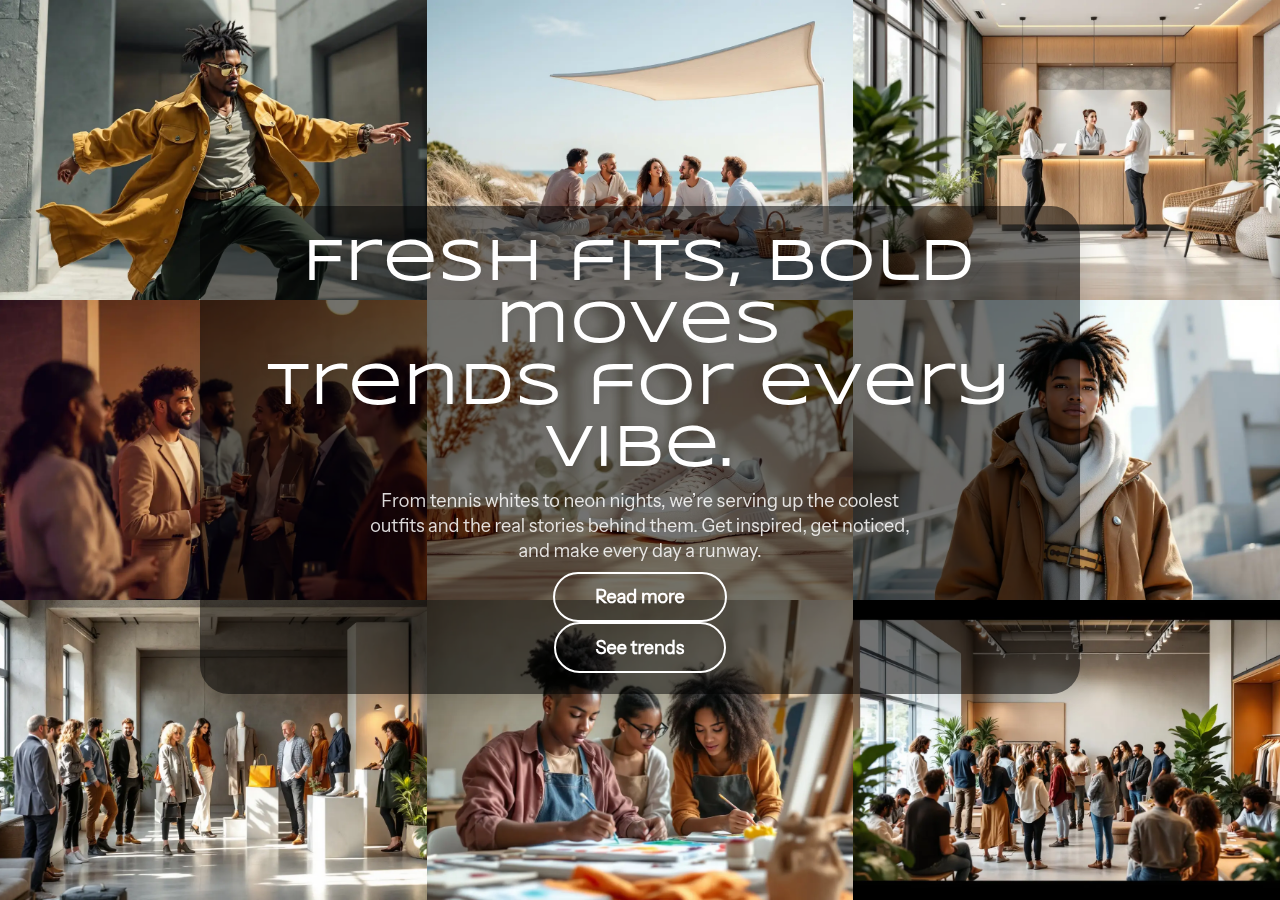 Fresh Fits, Bold
Moves
Trends for Every
Vibe.
From tennis whites to neon nights, we’re serving up the coolest
outfits and the real stories behind them. Get inspired, get noticed,
and make every day a runway.
Read more
See trends